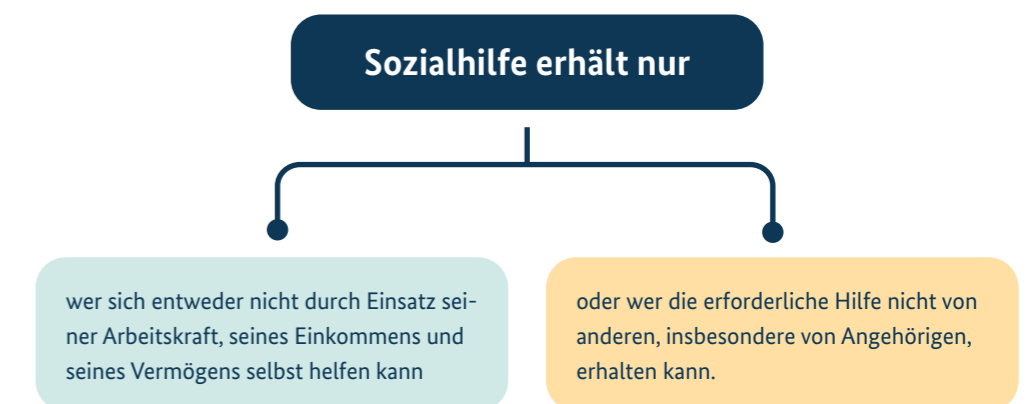 Sozialhilfe erhält nur
wer sich entweder nicht durch Einsatz sei-
ner Arbeitskraft, seines Einkommens und
seines Vermögens selbst helfen kann
oder wer die erforderliche Hilfe nicht von
anderen, insbesondere von Angehörigen,
erhalten kann.